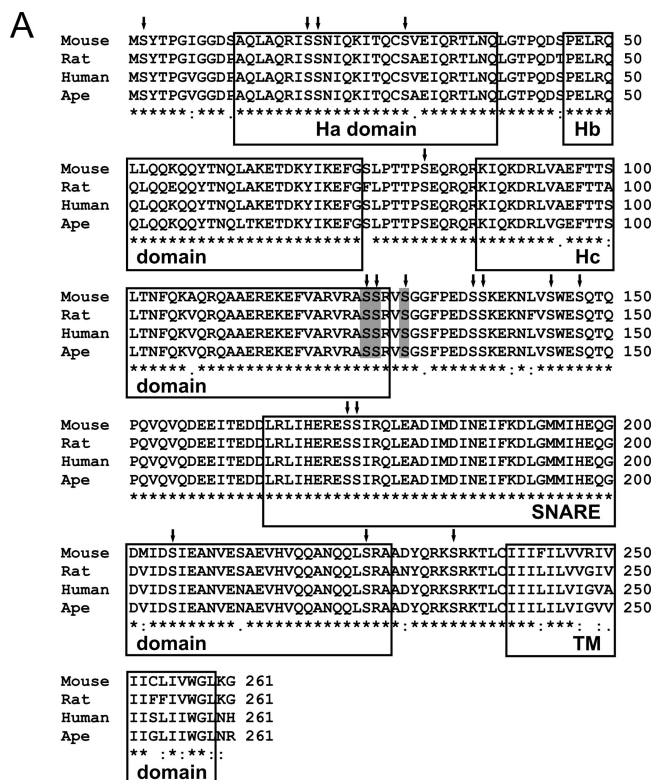 A
Mouse MSYTPGIGGDSAQLAQRISSNIQKITQCSVEIQRTLNQLGTPQDSPELRQ 50
Rat MSYTPGIGGDPAQLAQRISSNIQKITQCSAEIQRTLNQLGTPQDTPELRQ 50
Human MSYTPGVGGDPAQLAQRISSNIQKITQCSVEIQRTLNQLGTPQDSPELRQ 50
Ape MSYTPGVGGDPAQLAQRISSNIQKITQCSAEIQRTLNQLGTPQDSPELRQ 50
******:***.******************.**************:*****
Ha domain Hb
Mouse LLQQKQQYTNQLAKETDKYIKEFGSLPTTPSEQRQRKIQKDRLVAEFTTS 100
Rat QLQQEQQYTNQLAKETDKYIKEFGFLPTTPSEQRQRKIQKDRLVAEFTTA 100
Human QLQQKQQYTNQLAKETDKYIKEFGSLPTTPSEQRQRKIQKDRLVAEFTTS 100
Ape QLQQKQQYTNQLTKETDKYIKEFGSLPTTPSEQRQRKIQKDRLVGEFTTS 100
domain Hc
Mouse LTNFQKAQRQAAEREKEFVARVRASSRVSGGFPEDSSKEKNLVSWESQTQ 150
Rat LTNFQKVQRQAAEREKEFVARVRASSRVSGGFPEDSSKEKNFVSWESQTQ 150
Human LTNFQKVQRQAAEREKEFVARVRASSRVSGSFPEDSSKERNLVSWESQTQ 150
Ape LTNFQKVQRQAAEREKEFVARVRASSRVSGSFPEDSSKERNLVSWESQTQ 150
******.***********************.********:*:********
domain
Mouse PQVQVQDEEITEDDLRLIHERESSIRQLEADIMDINEIFKDLGMMIHEQG 200
Rat PQVQVQDEEITEDDLRLIHERESSIRQLEADIMDINEIFKDLGMMIHEQG 200
Human PQVQVQDEEITEDDLRLIHERESSIRQLEADIMDINEIFKDLGMMIHEQG 200
Ape PQVQVQDEEITEDDLRLIHERESSIRQLEADIMDINEIFKDLGMMIHEQG 200
**************************************************
SNARE
Mouse DMIDSIEANVESAEVHVQQANQQLSRAADYQRKSRKTLCIIIFILVVRIV 250
Rat DVIDSIEANVESAEVHVQQANQQLSRAANYQRKSRKTLCIIILILVVGIV 250
Human DVIDSIEANVENAEVHVQQANQQLSRAADYQRKSRKTLCIIILILVIGVA 250
Ape DVIDSIEANVENAEVHVQQANQQLSRAADYQRKSRKTLCIIILILVIGVV 250
domain TM
Mouse IICLIVWGLKG 261
Rat IIFFIVWGLKG 261
Human IISLIIWGLNH 261
Ape IIGLIIWGLNR 261
** :*:***::
domain